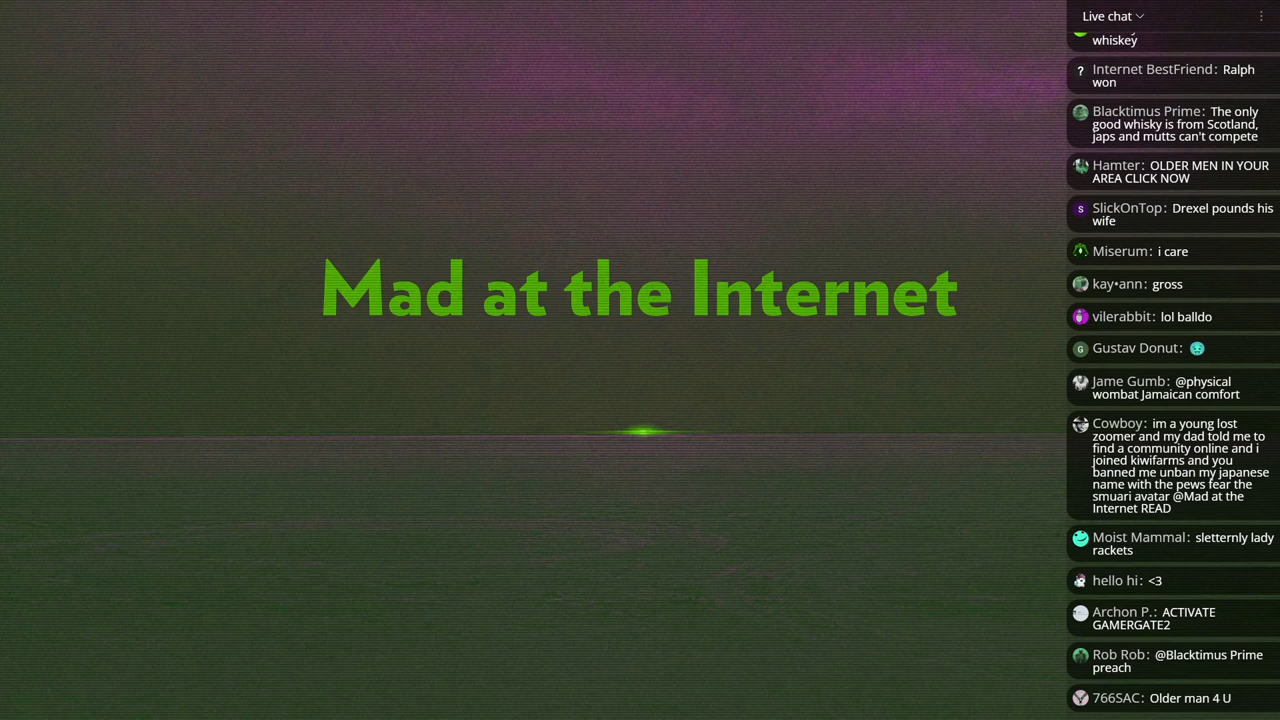 Live chat
whiskey
Internet BestFriend: Ralph
won
Blacktimus Prime: The only
good whisky is from Scotland,
japs and mutts can't compete
Hamter: OLDER MEN IN YOUR
AREA CLICK NOW
S
SlickOnTop: Drexel pounds his
wife
Miserum: i care
kay•ann: gross
vilerabbit: lol balldo
G
Gustav Donut:
Jame Gumb: @physical
wombat Jamaican comfort
Cowboy: im a young lost
zoomer and my dad told me to
find a community online and i
joined kiwifarms and you
banned me unban my japanese
name with the pews fear the
smuari avatar @Mad at the
Internet READ
Moist Mammal: sletternly lady
rackets
hello hi: <3
Archon P.: ACTIVATE
GAMERGATE2
Rob Rob: @Blacktimus Prime
preach
766SAC: Older man 4 U
Mad at the Internet